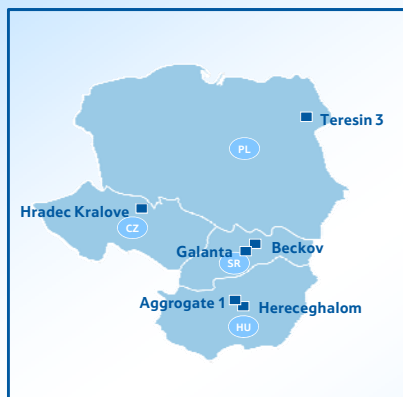 Teresin 3
PL
Hradec Kralove
CZ
Beckov
Galanta
SR
Aggrogate 1
Hereceghalom
HU